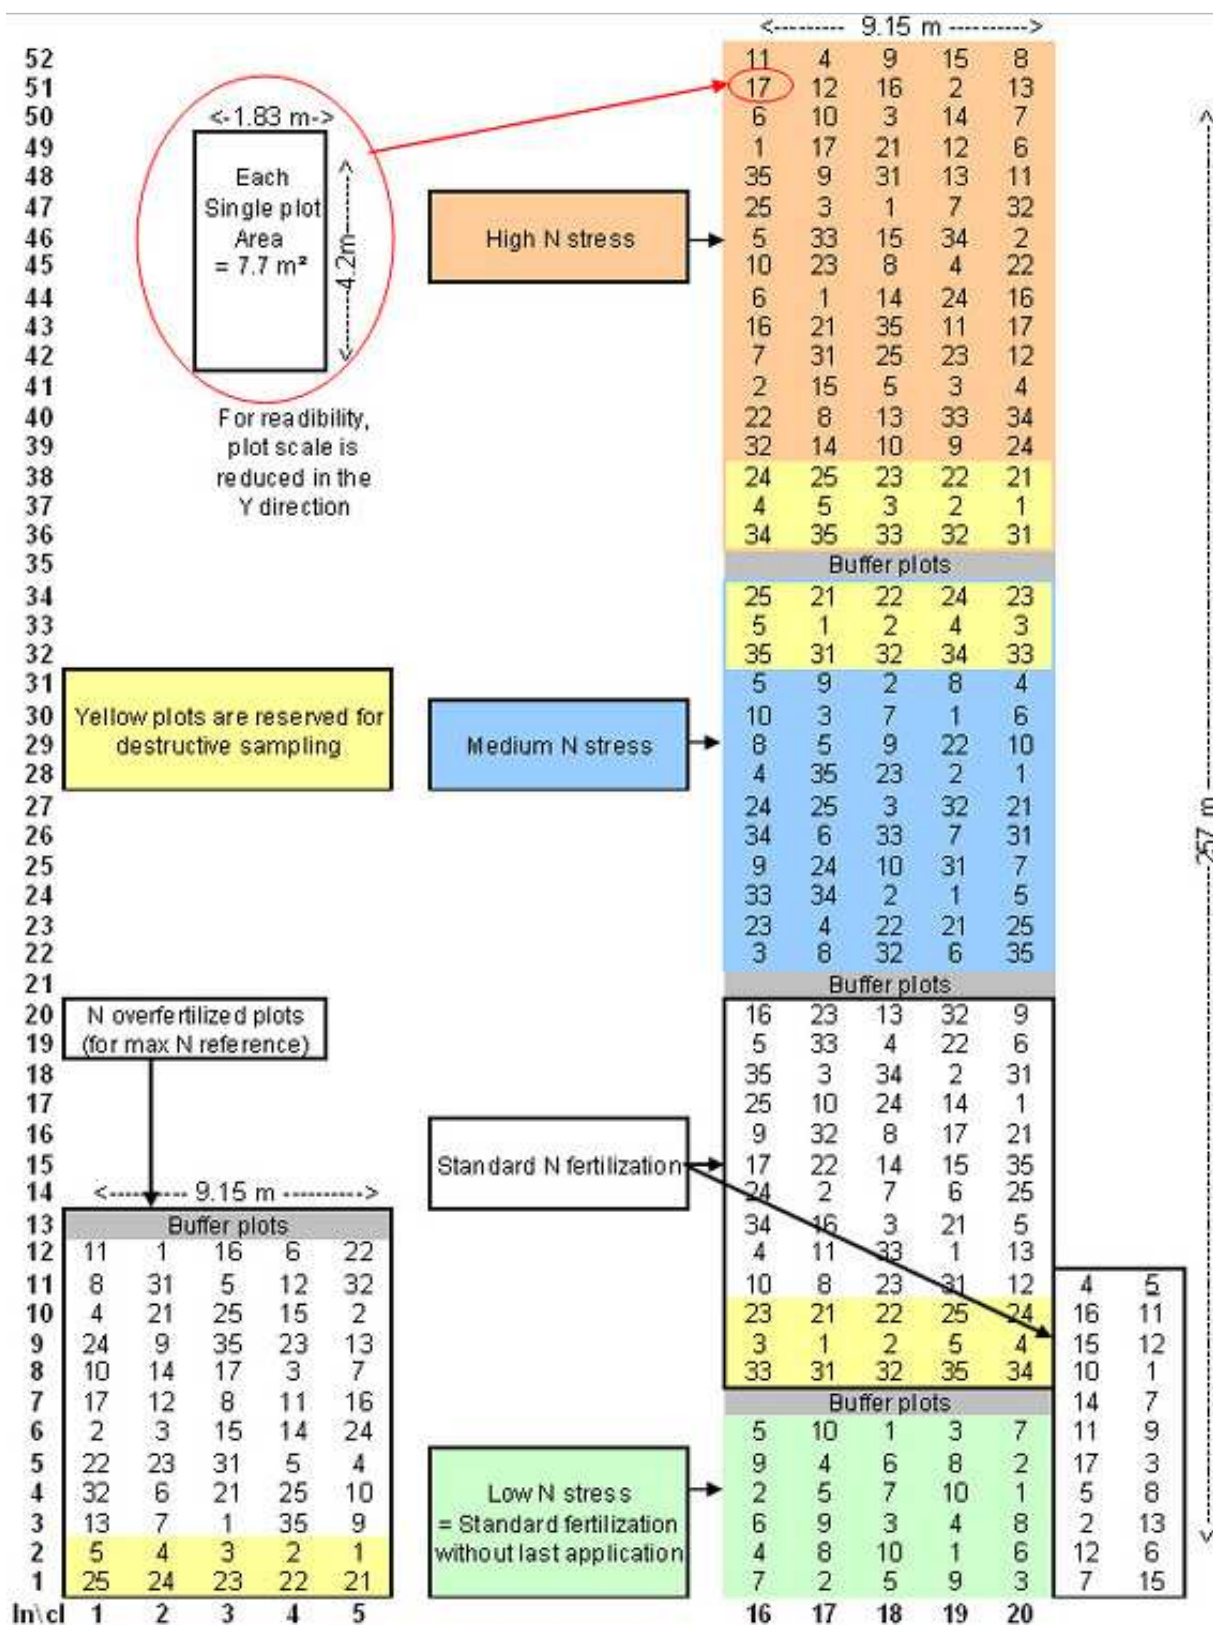 <--------- 9.15 m ---------->
52 11 4 9 15 8
51 17 12 16 2 13
50 <-1.83 m-> 6 10 3 14 7
49 1 17 21 12 6
48 Each 35 9 31 13 11
47 Single plot 25 3 1 7 32
46 Area High N stress 5 33 15 34 2
45 = 7.7 m² 4.2m 10 23 8 4 22
44 6 1 14 24 16
43 16 21 35 11 17
42 7 31 25 23 12
41 2 15 5 3 4
40 For readibility, 22 8 13 33 34
39 plot scale is 32 14 10 9 24
38 reduced in the 24 25 23 22 21
37 Y direction 4 5 3 2 1
36 34 35 33 32 31
35 Buffer plots
34 25 21 22 24 23
33 5 1 2 4 3
32 35 31 32 34 33
31 5 9 2 8 4
30 Yellow plots are reserved for 10 3 7 1 6
29 destructive sampling Medium N stress 8 5 9 22 10
28 4 35 23 2 1
27 24 25 3 32 21
26 34 6 33 7 31
257 m
25 9 24 10 31 7
24 33 34 2 1 5
23 23 4 22 21 25
22 3 8 32 6 35
21 Buffer plots
20 N overfertilized plots 16 23 13 32 9
19 (for max N reference) 5 33 4 22 6
18 35 3 34 2 31
17 25 10 24 14 1
16 9 32 8 17 21
15 Standard N fertilization 17 22 14 15 35
14 <---------- 9.15 m ----------> 24 2 7 6 25
13 Buffer plots 34 16 3 21 5
12 11 1 16 6 22 4 11 33 1 13
11 8 31 5 12 32 10 8 23 31 12 4 5
10 4 21 25 15 2 23 21 22 25 24 16 11
9 24 9 35 23 13 3 1 2 5 4 15 12
8 10 14 17 3 7 33 31 32 35 34 10 1
7 17 12 8 11 16 Buffer plots 14 7
6 2 3 15 14 24 5 10 1 3 7 11 9
5 22 23 31 5 4 9 4 6 8 2 17 3
4 32 6 21 25 10 Low N stress 2 5 7 10 1 5 8
3 13 7 1 35 9 = Standard fertilization 6 9 3 4 8 2 13
2 5 4 3 2 1 without last application 4 8 10 1 6 12 6
1 25 24 23 22 21 7 2 5 9 3 7 15
ln\cl 1 2 3 4 5 16 17 18 19 20